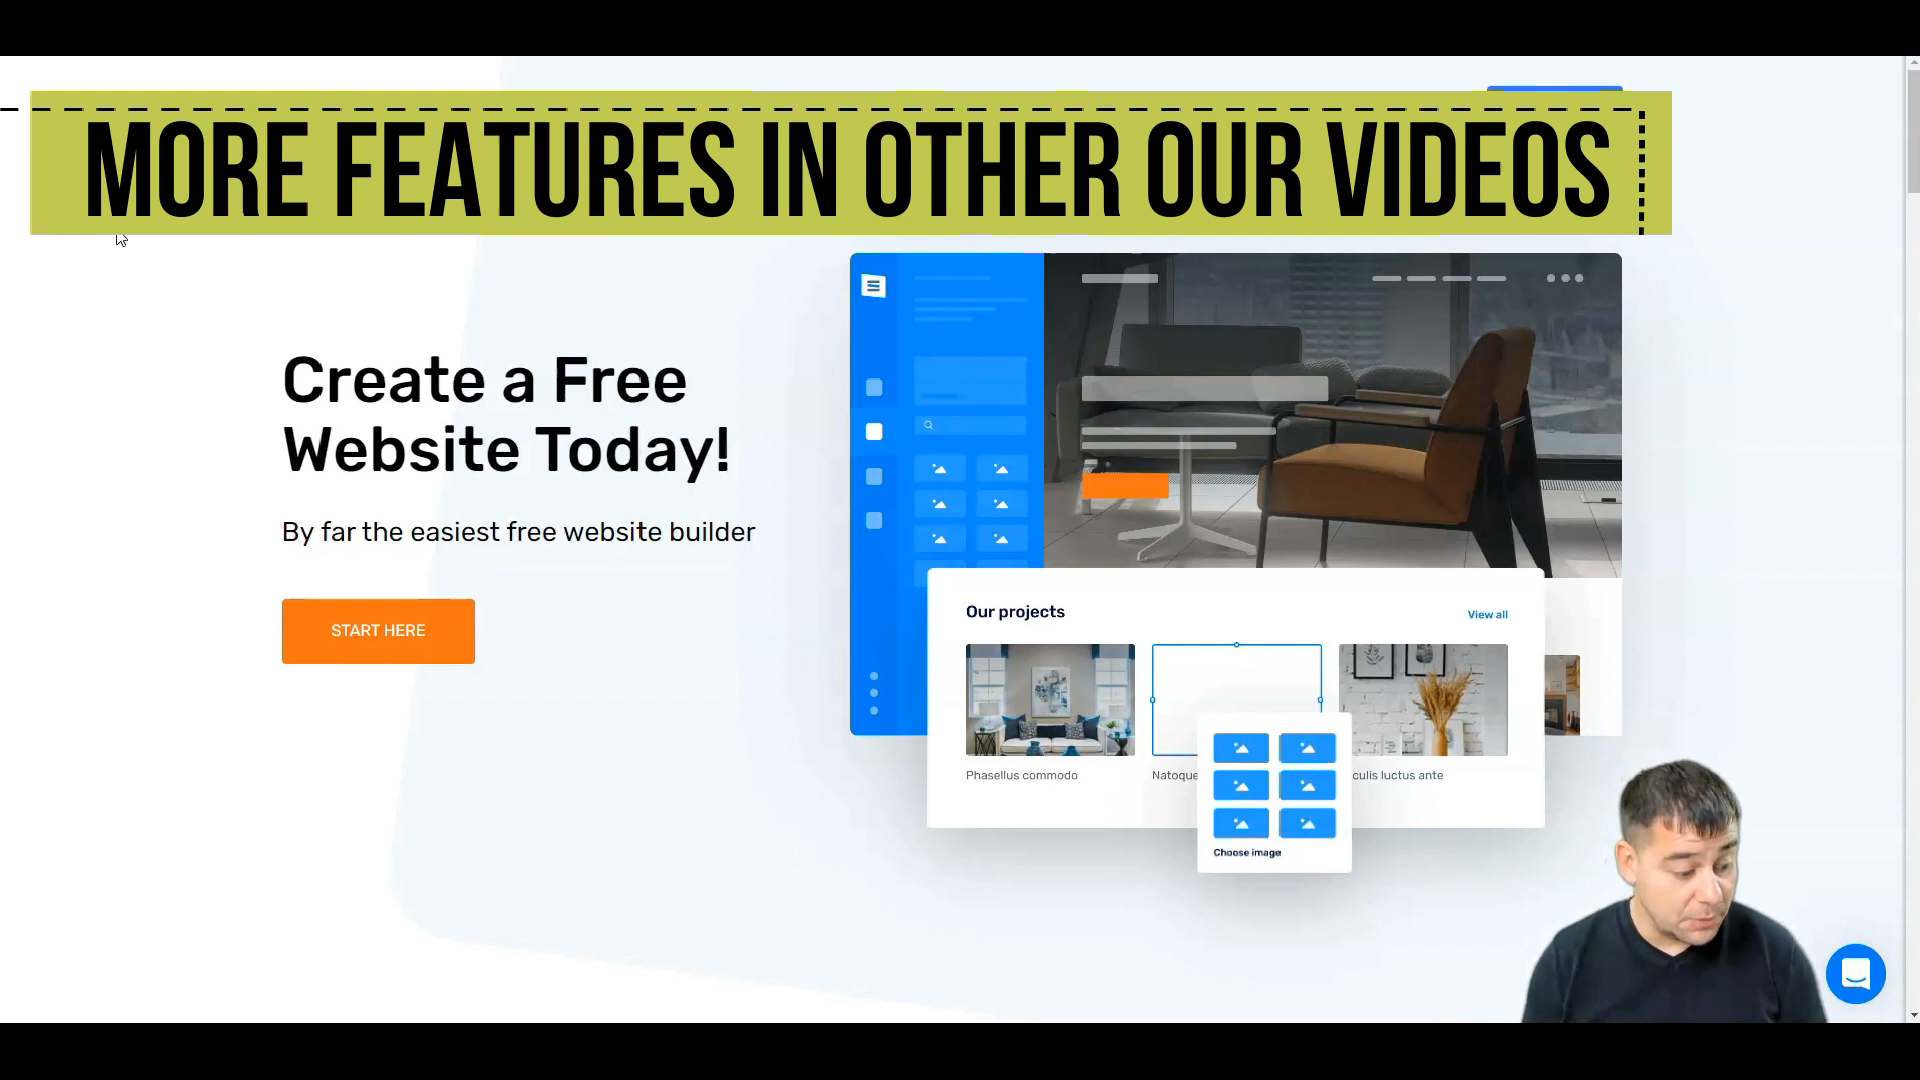 MORE FEATURES IN OTHER OUR VIDEOS
Create a Free
Website Today!
By far the easiest free website builder
START HERE
Our projects
View all
Phasellus commodo
Natoque
culis luctus ante
Choose image